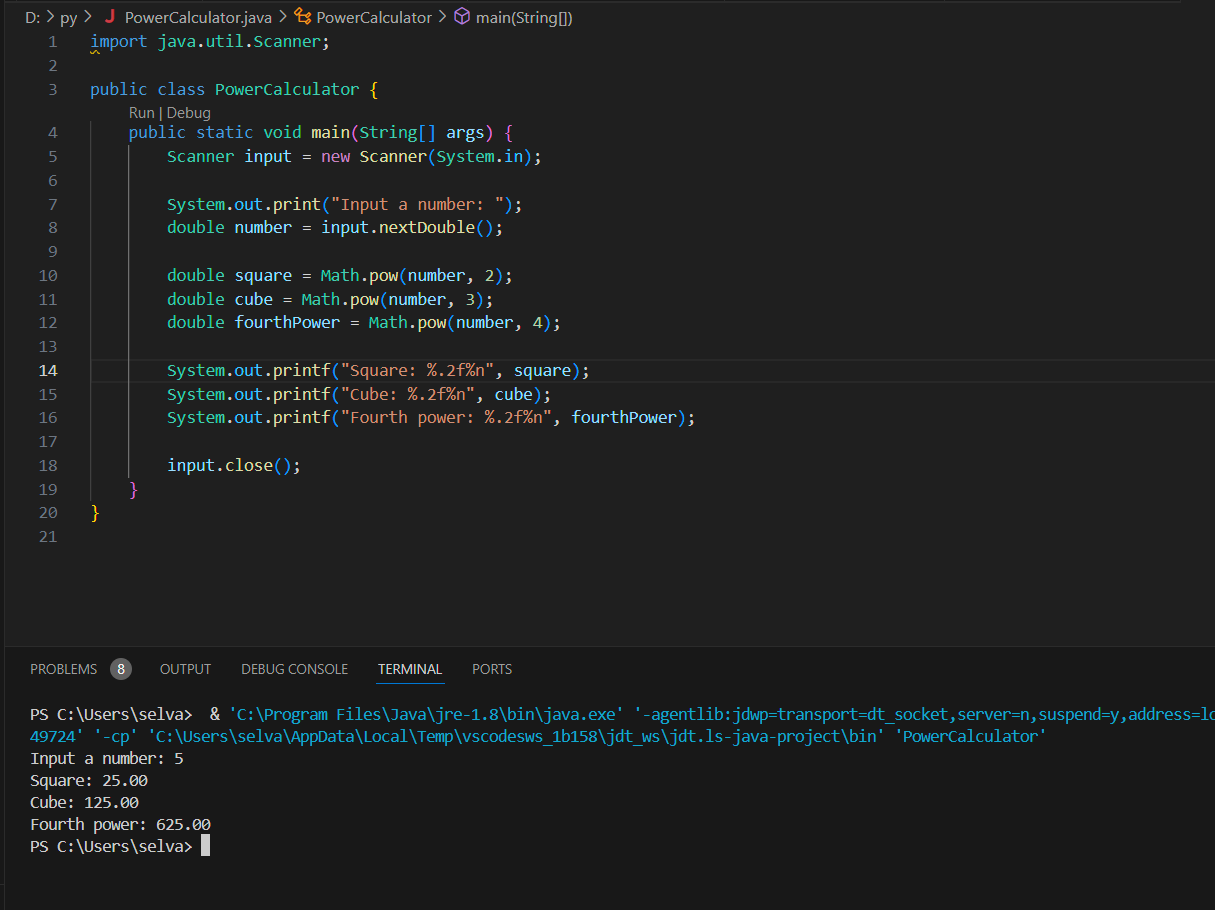 D: > py > J PowerCalculator.java > PowerCalculator > main(String[])
1 import java.util.Scanner;
2
3 public class PowerCalculator {
Run | Debug
4 public static void main(String[] args) {
5 Scanner input = new Scanner(System.in);
6
7 System.out.print("Input a number: ");
8 double number = input.nextDouble();
9
10 double square = Math.pow(number, 2);
11 double cube = Math.pow(number, 3);
12 double fourthPower = Math.pow(number, 4);
13
14 System.out.printf("Square: %.2f%n", square);
15 System.out.printf("Cube: %.2f%n", cube);
16 System.out.printf("Fourth power: %.2f%n", fourthPower);
17
18 input.close();
19 }
20 }
21
PROBLEMS 8 OUTPUT DEBUG CONSOLE TERMINAL PORTS
PS C:\Users\selva> & 'C:\Program Files\Java\jre-1.8\bin\java.exe' '-agentlib:jdwp=transport=dt_socket,server=n,suspend=y,address=lo
49724' '-cp' 'C:\Users\selva\AppData\Local\Temp\vscodesws_1b158\jdt_ws\jdt.ls-java-project\bin' 'PowerCalculator'
Input a number: 5
Square: 25.00
Cube: 125.00
Fourth power: 625.00
PS C:\Users\selva>